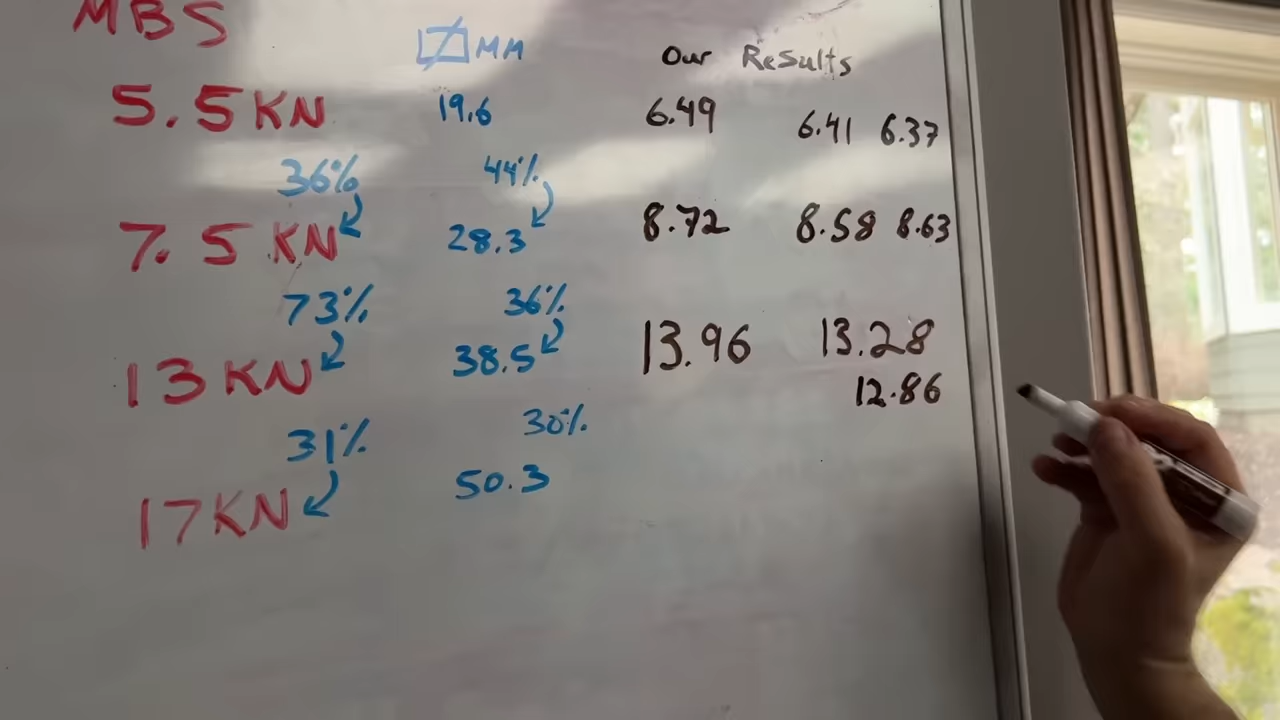 MBS MM Our Results
5.5KN 19.6 6.49 6.41 6.37
36% 44%
7.5KN 28.3 8.72 8.58 8.63
73% 36%
13KN 38.5 13.96 13.28
12.86
31% 30%
17KN 50.3